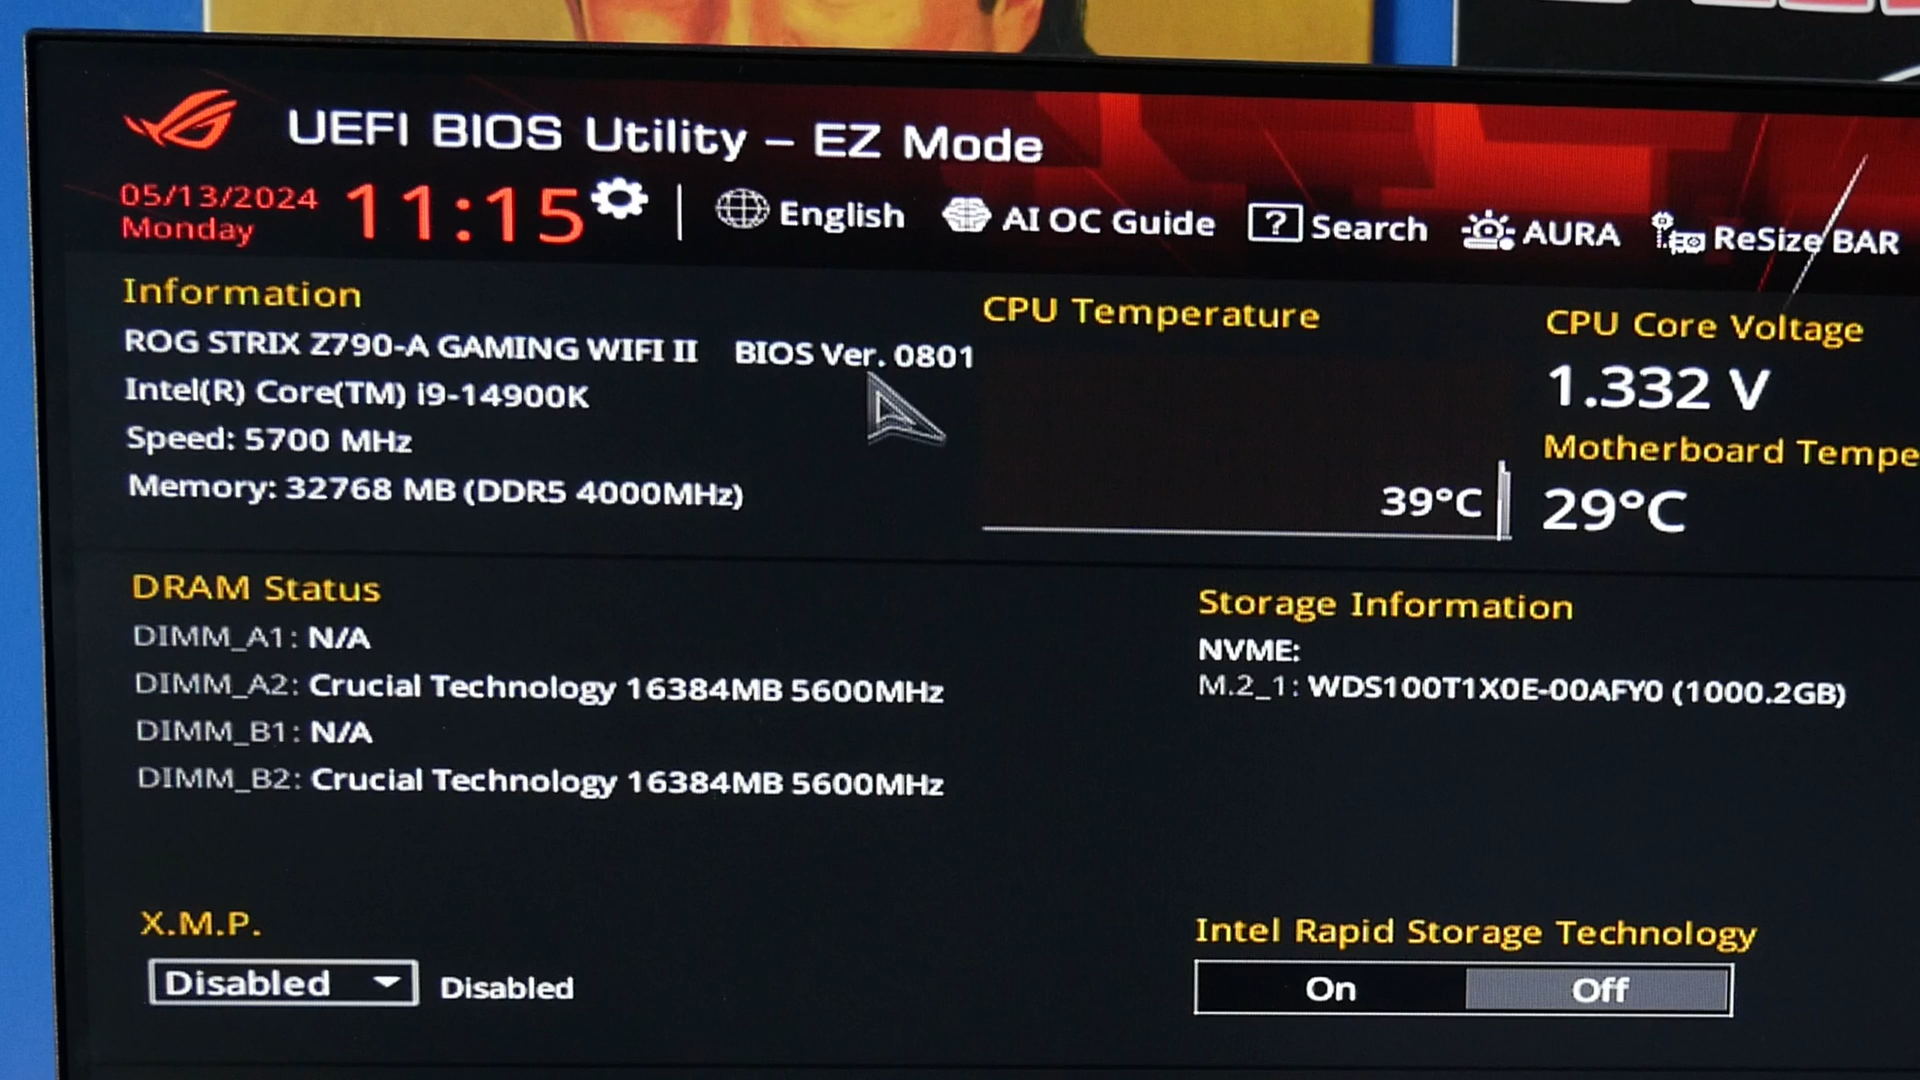 UEFI BIOS Utility – EZ Mode
05/13/2024
Monday
11:15
English
AI OC Guide
? Search
AURA
ReSize BAR
Information
ROG STRIX Z790-A GAMING WIFI II BIOS Ver. 0801
Intel(R) Core(TM) i9-14900K
Speed: 5700 MHz
Memory: 32768 MB (DDR5 4000MHz)
CPU Temperature
39°C
CPU Core Voltage
1.332 V
Motherboard Tempe
29°C
DRAM Status
DIMM_A1: N/A
DIMM_A2: Crucial Technology 16384MB 5600MHz
DIMM_B1: N/A
DIMM_B2: Crucial Technology 16384MB 5600MHz
Storage Information
NVME:
M.2_1: WDS100T1X0E-00AFY0 (1000.2GB)
X.M.P.
Disabled Disabled
Intel Rapid Storage Technology
On Off